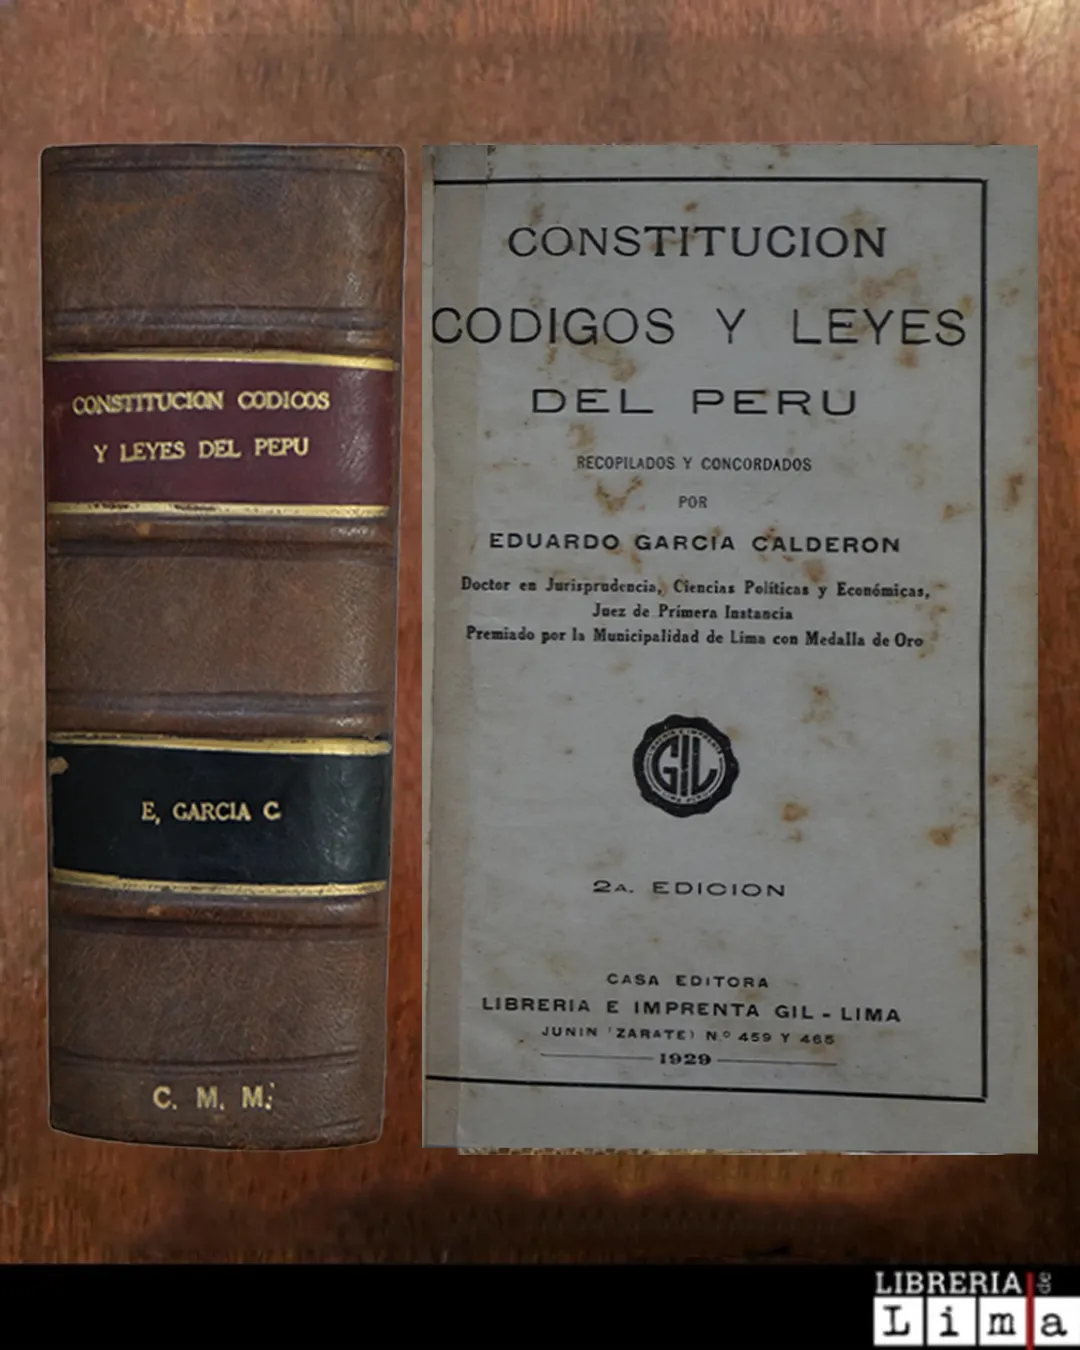 CONSTITUCION CODICOS
Y LEYES DEL PEPU
E, GARCIA C.
C. M. M.
CONSTITUCION
CODIGOS Y LEYES
DEL PERU
RECOPILADOS Y CONCORDADOS
POR
EDUARDO GARCIA CALDERON
Doctor en Jurisprudencia, Ciencias Políticas y Económicas,
Juez de Primera Instancia
Premiado por la Municipalidad de Lima con Medalla de Oro
GIL
2A. EDICION
CASA EDITORA
LIBRERIA E IMPRENTA GIL - LIMA
JUNIN (ZARATE) Nº 459 Y 465
1929
LIBRERIA de
Lima